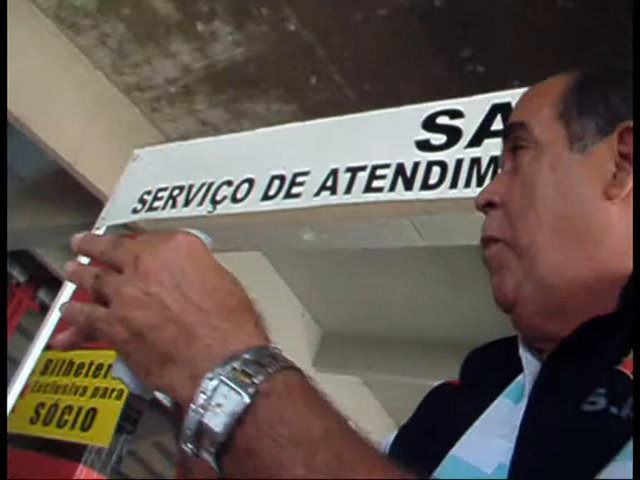 SA
SERVIÇO DE ATENDIM
Bilheter
Exclusiva para
SÓCIO
S.